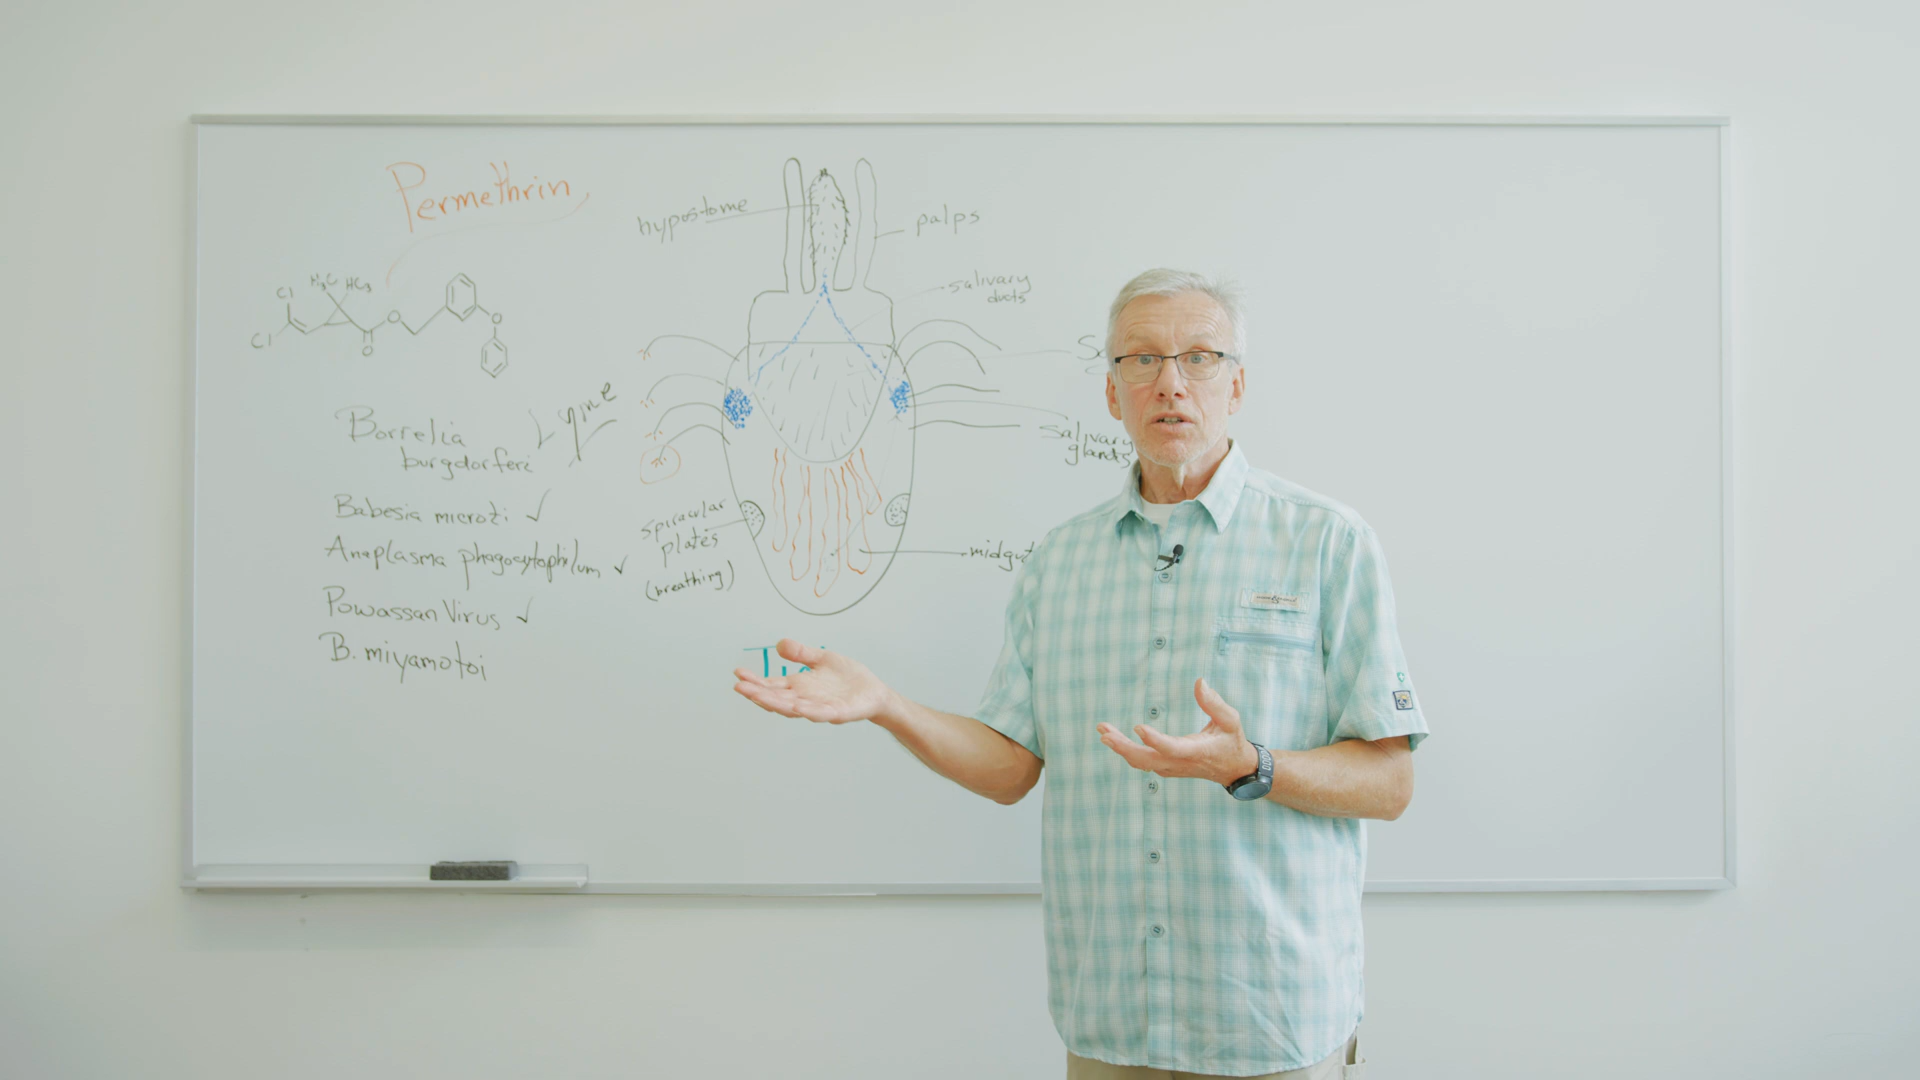 Permethrin
Cl
H₃C
HC₃
Cl
O
O
O
Borrelia
burgdorferi
Lyme
Babesia microti ✓
Anaplasma phagocytophilum ✓
Powassan Virus ✓
B. miyamotoi
hypostome
palps
salivary
ducts
salivary
glands
spiracular
plates
(breathing)
midgut